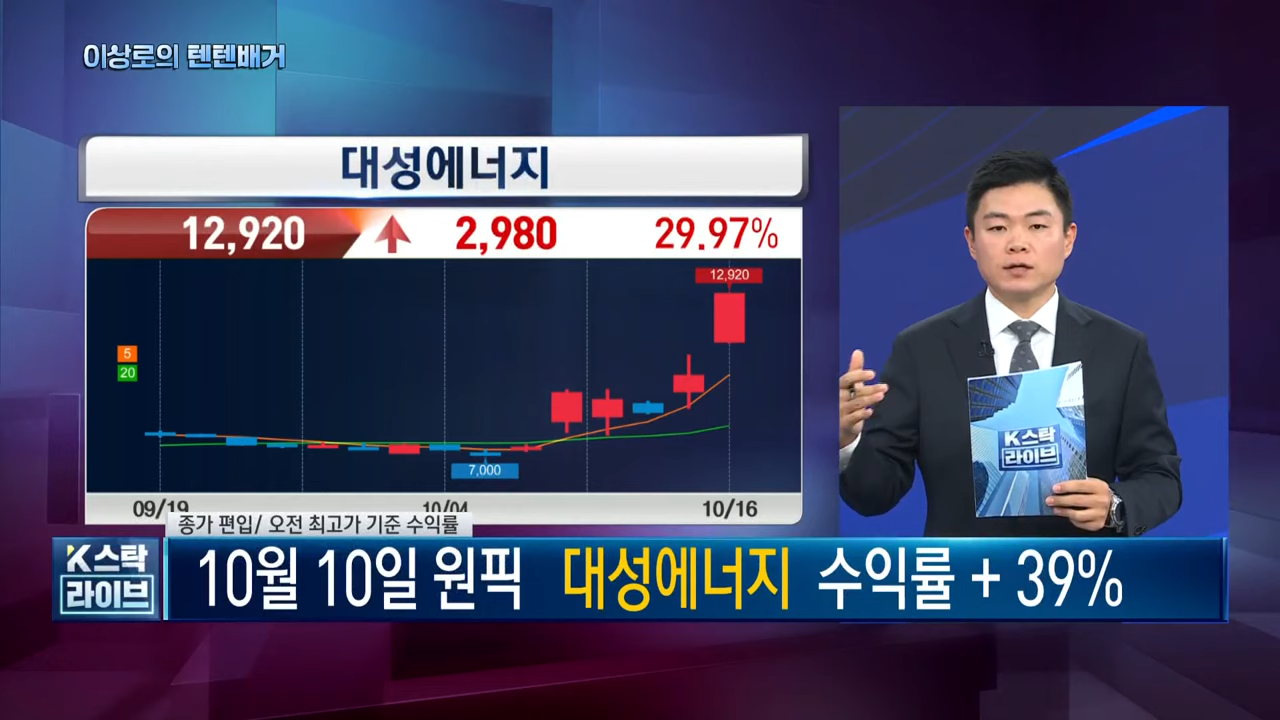 이상로의 텐텐배거
대성에너지
12,920 2,980 29.97%
12,920
5
20
7,000
09/19 10/04 10/16
K스탁
라이브
종가 편입/ 오전 최고가 기준 수익률
K스탁
라이브
10월 10일 원픽 대성에너지 수익률 + 39%